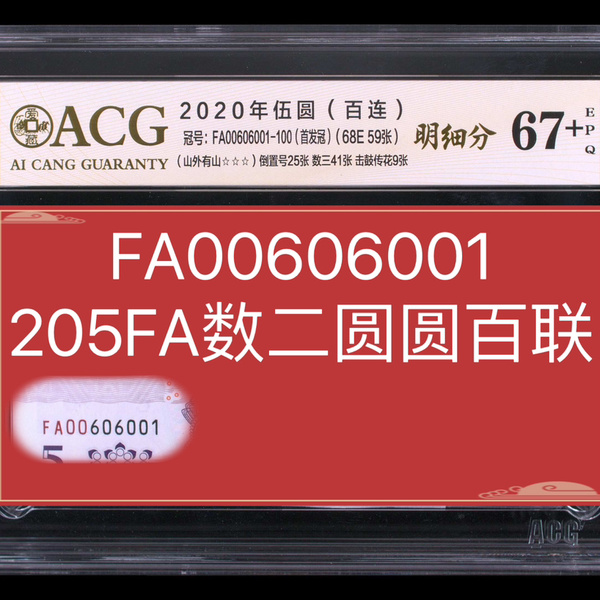 ACG
AI CANG GUARANTY
2020年伍圆(百连)
冠号:FA00606001-100(首发冠)(68E 59张)
(山外有山☆☆☆)倒置号25张 数三41张 击鼓传花9张
明细分
67+
EPQ
FA00606001
205FA数二圆圆百联
FA00606001
5
ACG